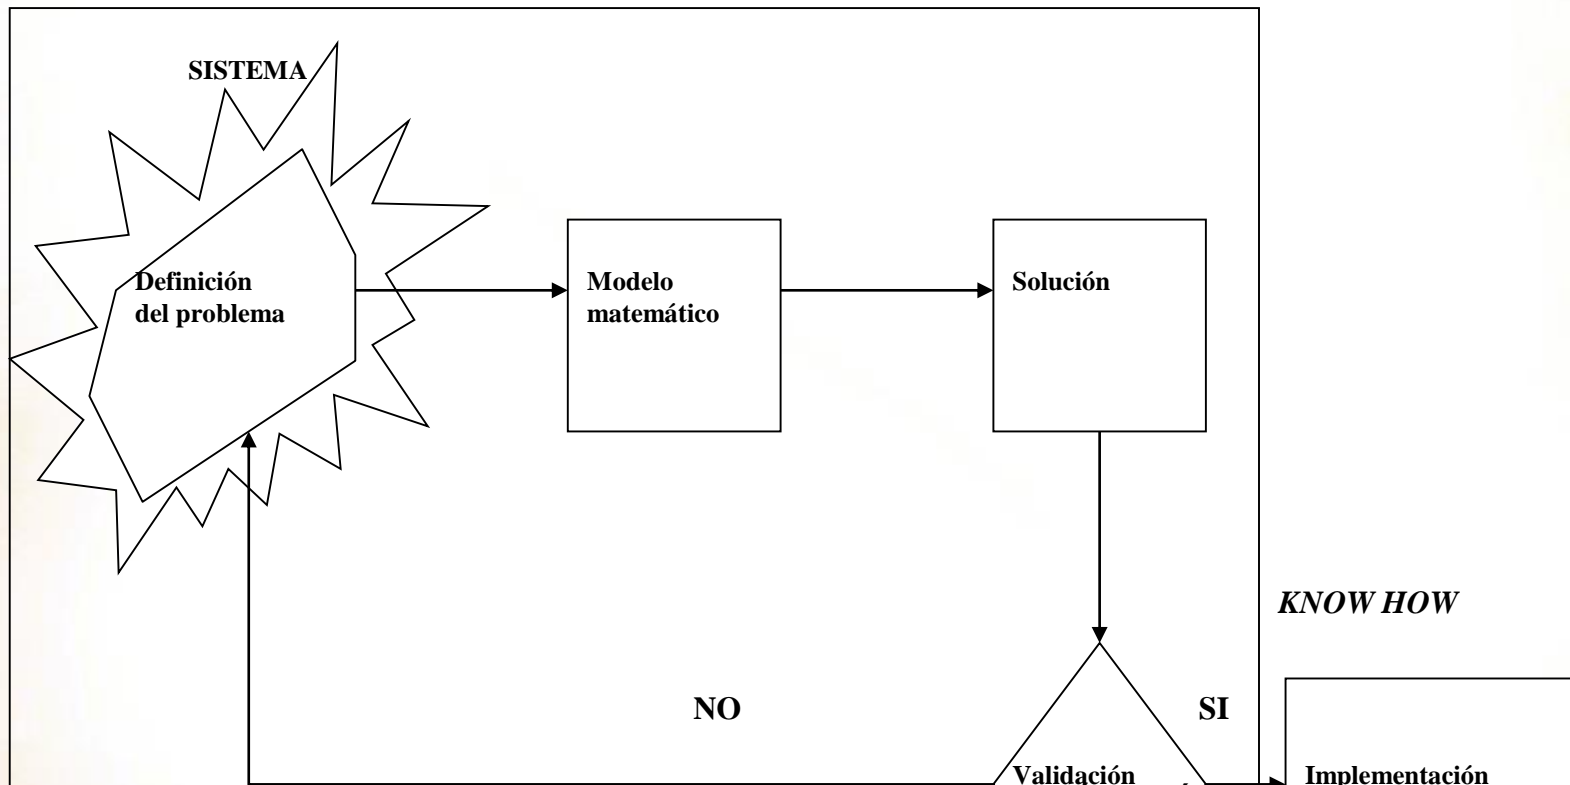 SISTEMA
Definición
del problema
Modelo
matemático
Solución
KNOW HOW
NO
SI
Validación
Implementación